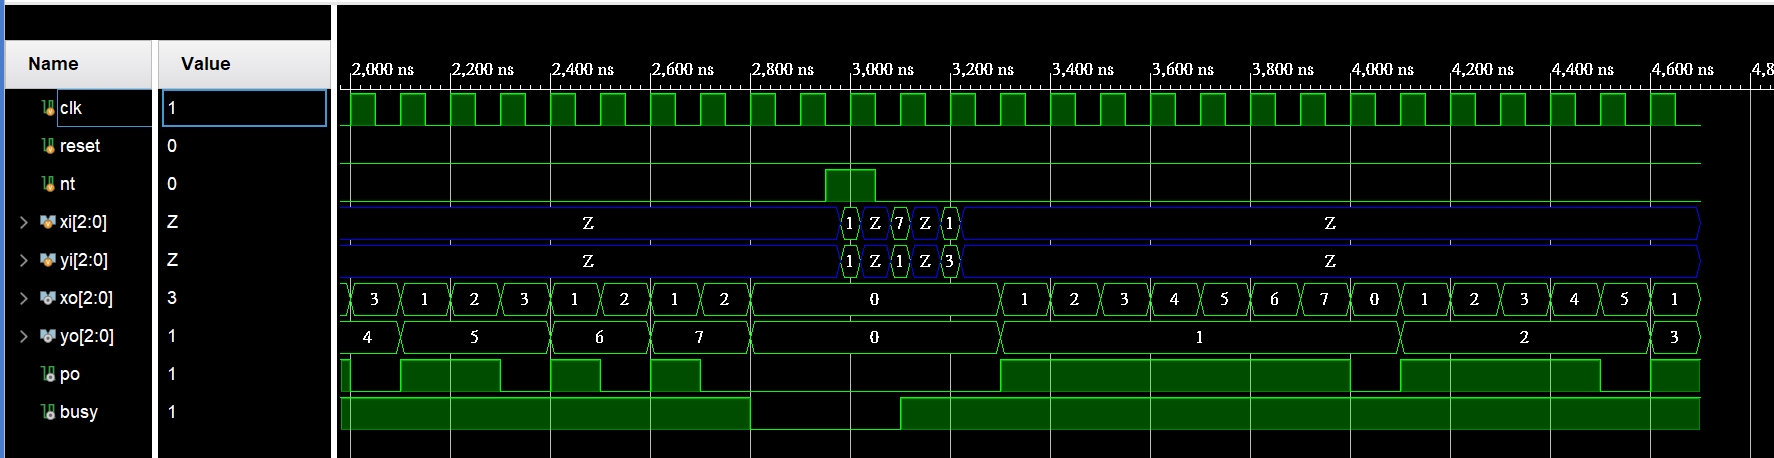 Name Value
2,000 ns 2,200 ns 2,400 ns 2,600 ns 2,800 ns 3,000 ns 3,200 ns 3,400 ns 3,600 ns 3,800 ns 4,000 ns 4,200 ns 4,400 ns 4,600 ns 4,8
clk 1
reset 0
nt 0
xi[2:0] Z Z 1 Z 7 Z 1 Z
yi[2:0] Z Z 1 Z 1 Z 3 Z
xo[2:0] 3 3 1 2 3 1 2 1 2 0 1 2 3 4 5 6 7 0 1 2 3 4 5 1
yo[2:0] 1 4 5 6 7 0 1 2 3
po 1
busy 1